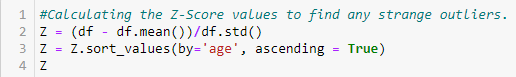 1 #Calculating the Z-Score values to find any strange outliers.
2 Z = (df - df.mean())/df.std()
3 Z = Z.sort_values(by='age', ascending = True)
4 Z